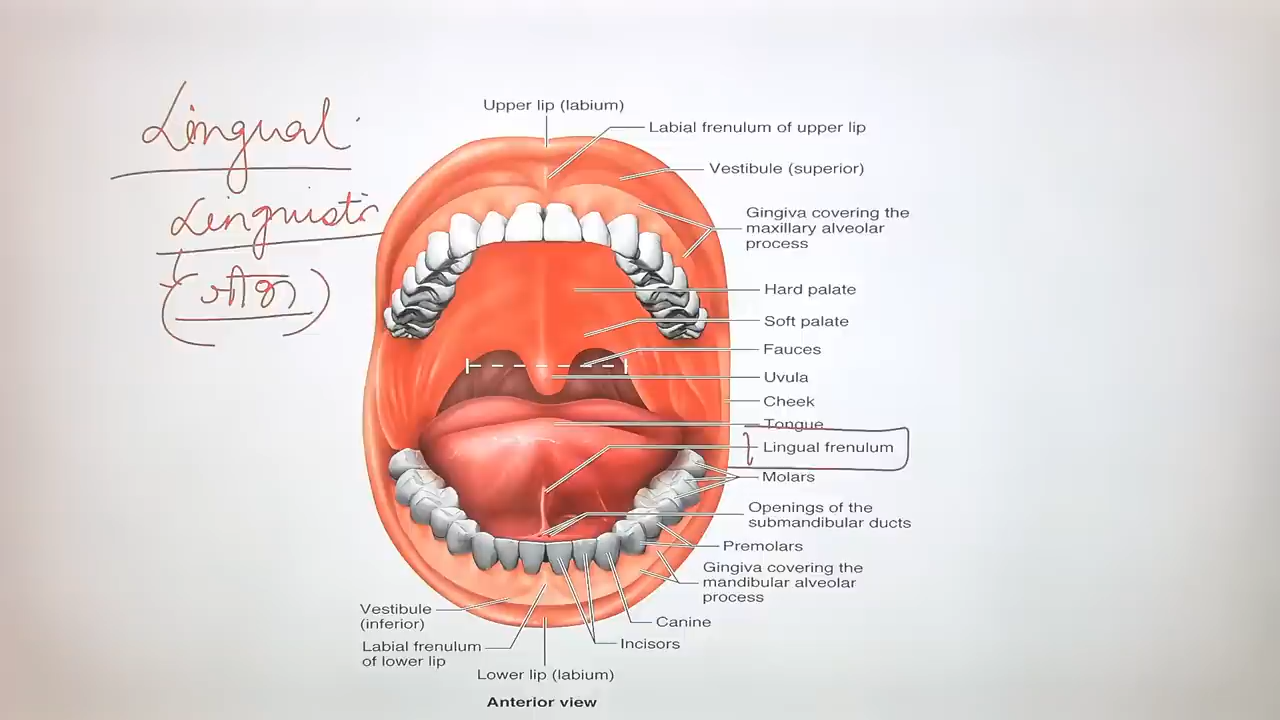 Lingual
जीभ
Upper lip (labium)
Labial frenulum of upper lip
Vestibule (superior)
Gingiva covering the
maxillary alveolar
process
Hard palate
Soft palate
Fauces
Uvula
Cheek
Tongue
Lingual frenulum
Molars
Openings of the
submandibular ducts
Premolars
Gingiva covering the
mandibular alveolar
process
Canine
Incisors
Vestibule
(inferior)
Labial frenulum
of lower lip
Lower lip (labium)
Anterior view